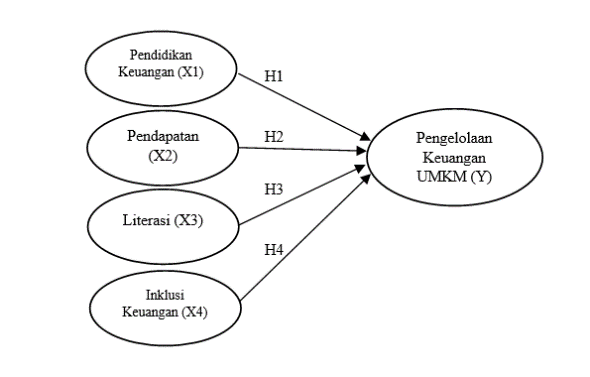 Pendidikan
Keuangan (X1)
H1
Pendapatan
(X2)
H2
Literasi (X3)
H3
Inklusi
Keuangan (X4)
H4
Pengelolaan
Keuangan
UMKM (Y)